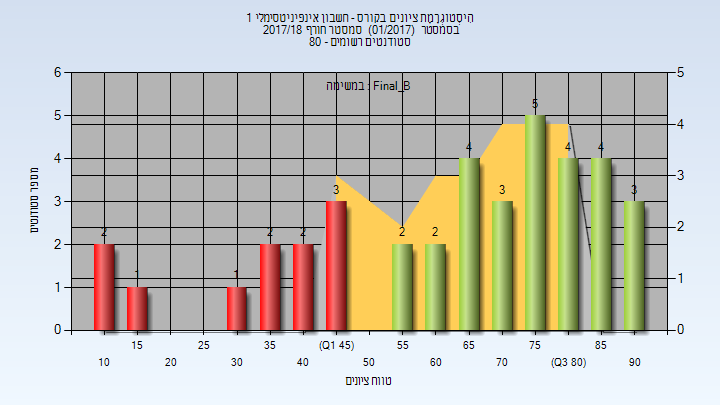 היסטוגרמת ציונים בקורס - חשבון אינפיניטסימלי 1
בסמסטר (01/2017) סמסטר חורף 2017/18
סטודנטים רשומים - 80
במשימה : Final_B
מספר סטודנטים
6 5 4 3 2 1 0
5 4 3 2 1 0
2 1 1 2 2 3 2 2 4 3 5 4 4 3
15 25 35 (Q1 45) 55 65 75 85
10 20 30 40 50 60 70 (Q3 80) 90
טווח ציונים